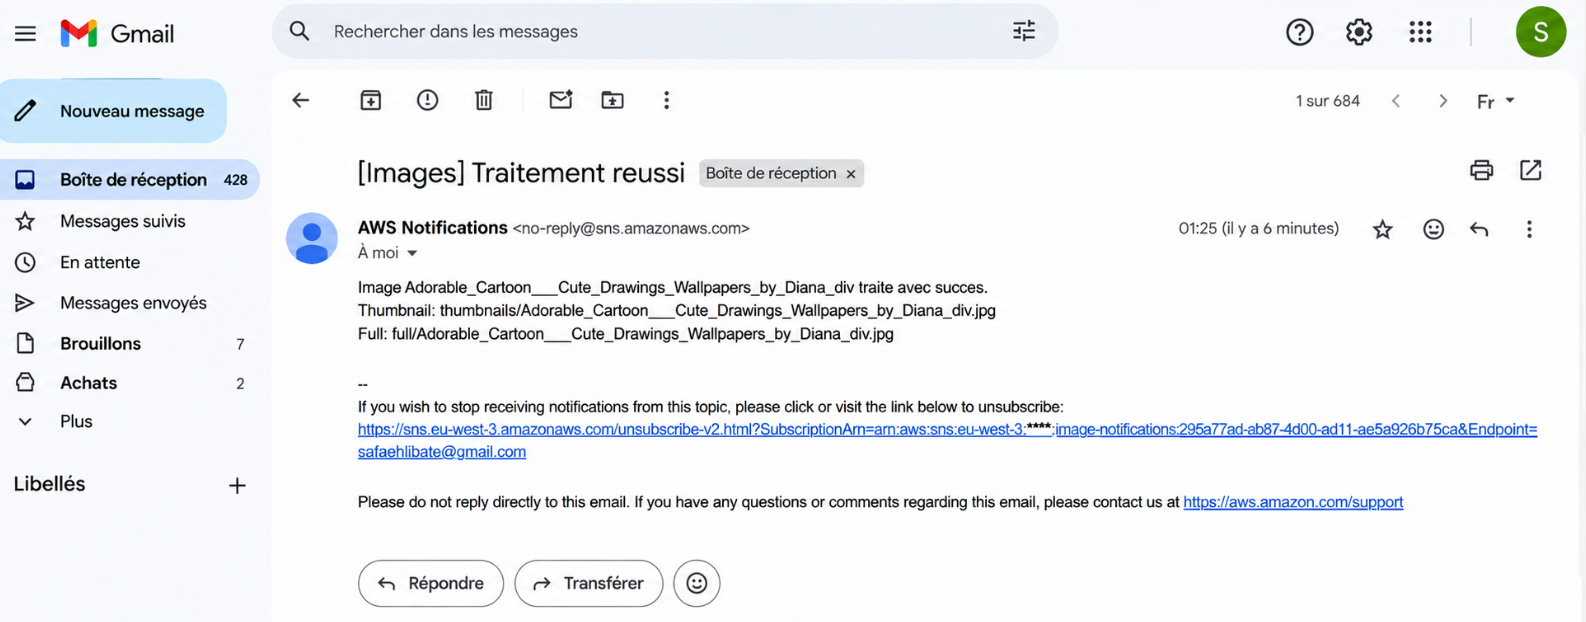 Gmail
Rechercher dans les messages
S
Nouveau message
1 sur 684
Fr
Boîte de réception 428
Messages suivis
En attente
Messages envoyés
Brouillons 7
Achats 2
Plus
Libellés
[Images] Traitement reussi Boîte de réception ×
AWS Notifications <no-reply@sns.amazonaws.com>
01:25 (il y a 6 minutes)
À moi
Image Adorable_Cartoon___Cute_Drawings_Wallpapers_by_Diana_div traite avec succes.
Thumbnail: thumbnails/Adorable_Cartoon___Cute_Drawings_Wallpapers_by_Diana_div.jpg
Full: full/Adorable_Cartoon___Cute_Drawings_Wallpapers_by_Diana_div.jpg
--
If you wish to stop receiving notifications from this topic, please click or visit the link below to unsubscribe:
https://sns.eu-west-3.amazonaws.com/unsubscribe-v2.html?SubscriptionArn=arn:aws:sns:eu-west-3:****:image-notifications:295a77ad-ab87-4d00-ad11-ae5a926b75ca&Endpoint=
safaehlibate@gmail.com
Please do not reply directly to this email. If you have any questions or comments regarding this email, please contact us at https://aws.amazon.com/support
Répondre
Transférer